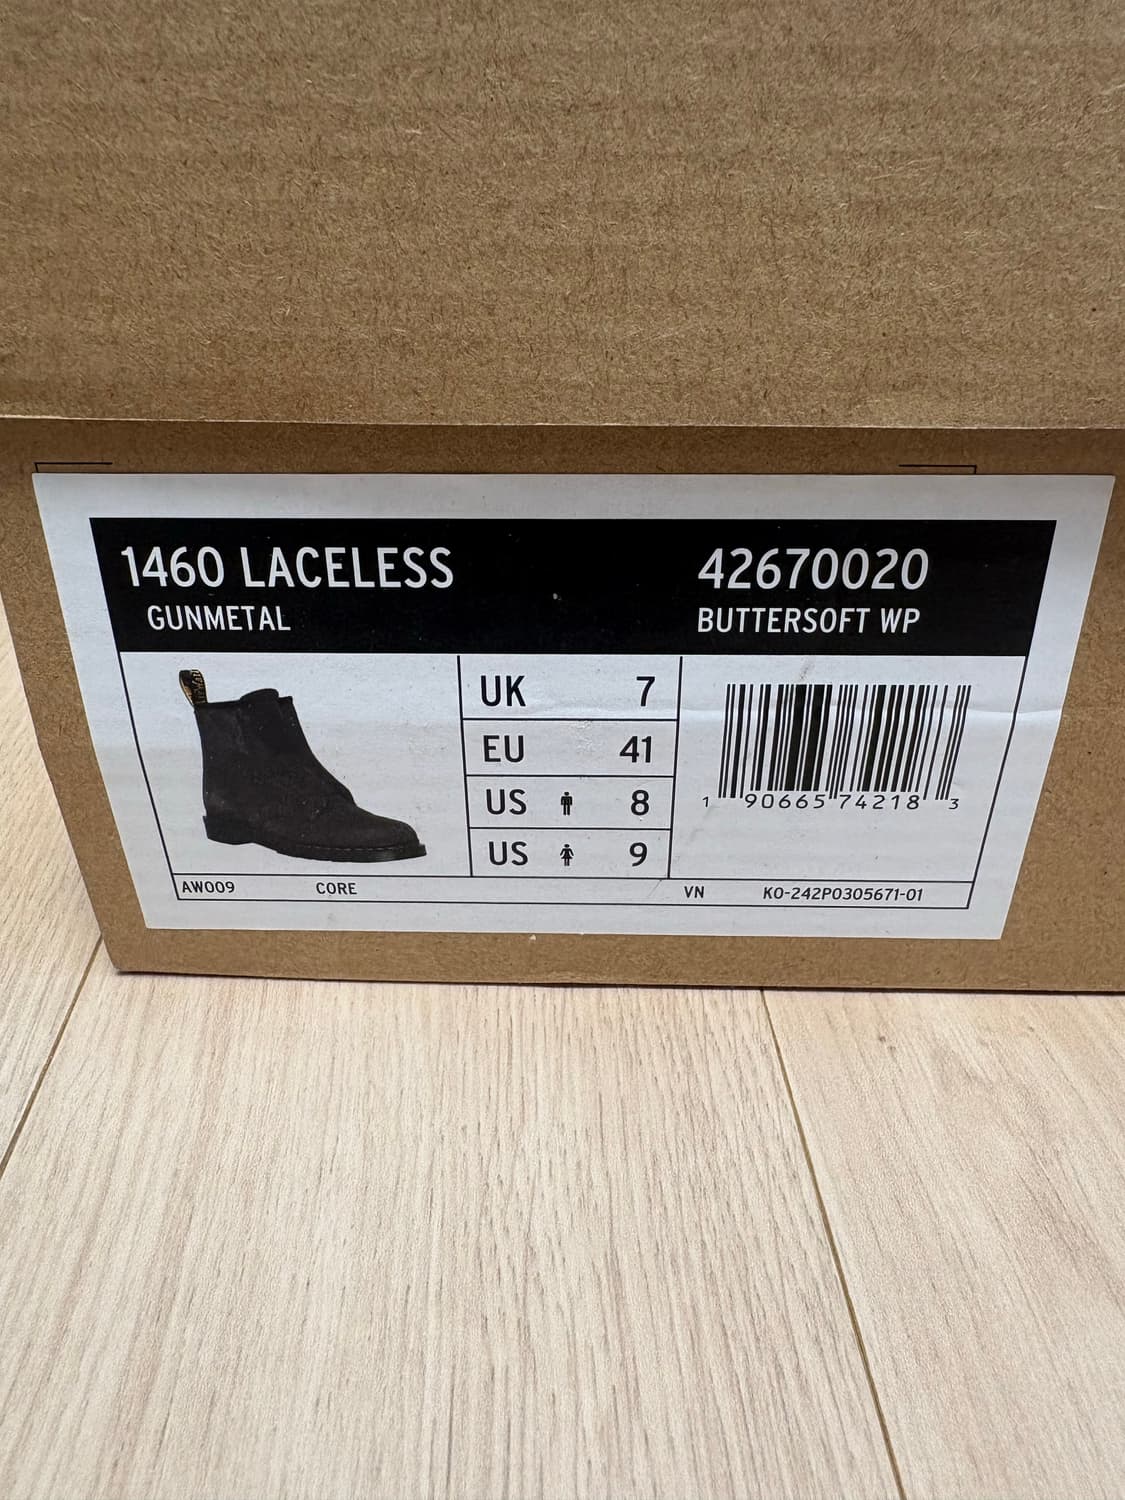 1460 LACELESS
GUNMETAL
42670020
BUTTERSOFT WP
UK 7
EU 41
US 8
US 9
1 90665 74218 3
AW009 CORE VN KO-242P0305671-01